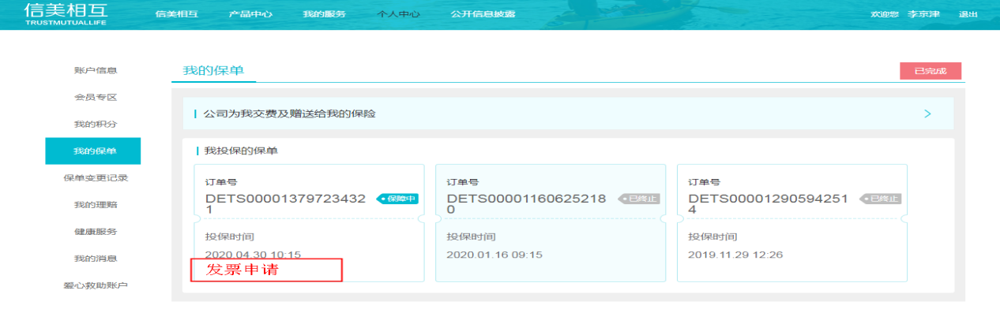 信美相互
TRUSTMUTUALLIFE
信美相互 产品中心 我的服务 个人中心 公开信息披露 欢迎您 李京津 退出
账户信息
会员专区
我的积分
我的保单
保单变更记录
我的理赔
健康服务
我的消息
爱心救助账户
我的保单
已完成
公司为我交费及赠送给我的保险
我投保的保单
订单号
DETS00001379723432
1
保障中
投保时间
2020.04.30 10:15
发票申请
订单号
DETS00001160625218
0
已终止
投保时间
2020.01.16 09:15
订单号
DETS00001290594251
4
已终止
投保时间
2019.11.29 12:26